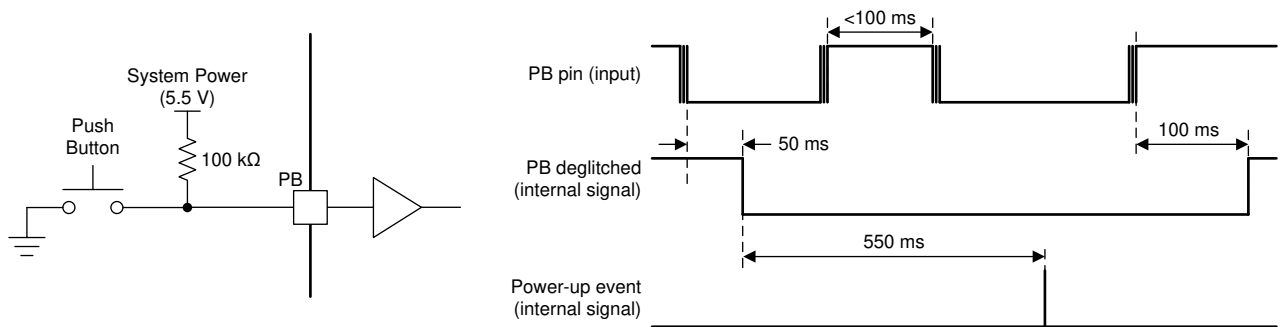 System Power
(5.5 V)
Push
Button
100 kΩ
PB
<100 ms
PB pin (input)
50 ms
100 ms
PB deglitched
(internal signal)
550 ms
Power-up event
(internal signal)